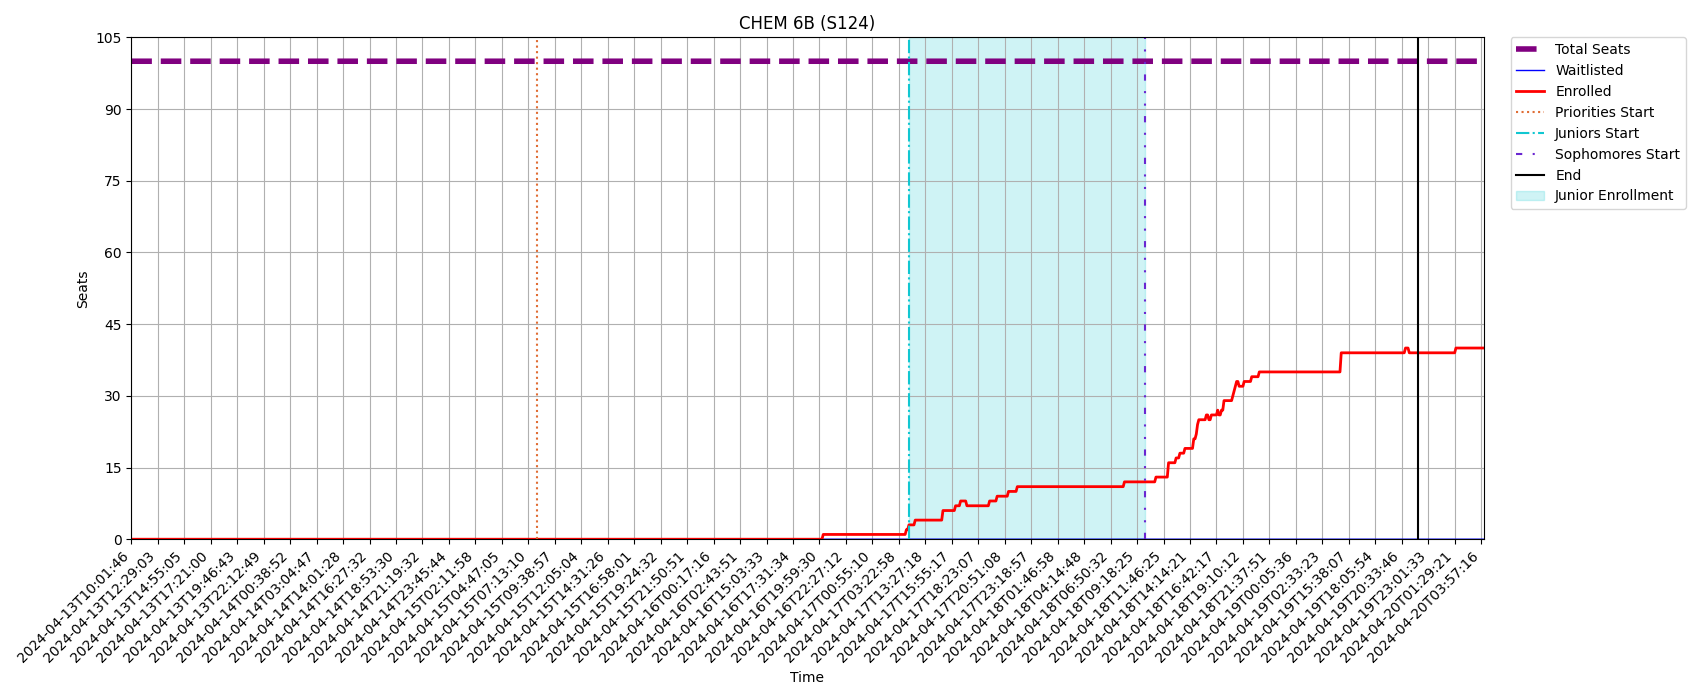 CHEM 6B (S124)
105
90
75
60
45
30
15
0
Seats
Total Seats
Waitlisted
Enrolled
Priorities Start
Juniors Start
Sophomores Start
End
Junior Enrollment
2024-04-13T10:01:46
2024-04-13T12:29:03
2024-04-13T14:55:05
2024-04-13T17:21:00
2024-04-13T19:46:43
2024-04-13T22:12:49
2024-04-14T00:38:52
2024-04-14T03:04:47
2024-04-14T14:01:28
2024-04-14T16:27:32
2024-04-14T18:53:30
2024-04-14T21:19:32
2024-04-14T23:45:44
2024-04-15T02:11:58
2024-04-15T04:47:05
2024-04-15T07:13:10
2024-04-15T09:38:57
2024-04-15T12:05:04
2024-04-15T14:31:26
2024-04-15T16:58:01
2024-04-15T19:24:32
2024-04-15T21:50:51
2024-04-16T00:17:16
2024-04-16T02:43:51
2024-04-16T15:03:33
2024-04-16T17:31:34
2024-04-16T19:59:30
2024-04-16T22:27:12
2024-04-17T00:55:10
2024-04-17T03:22:58
2024-04-17T13:27:18
2024-04-17T15:55:17
2024-04-17T18:23:07
2024-04-17T20:51:08
2024-04-17T23:18:57
2024-04-18T01:46:58
2024-04-18T04:14:48
2024-04-18T06:50:32
2024-04-18T09:18:25
2024-04-18T11:46:25
2024-04-18T14:14:21
2024-04-18T16:42:17
2024-04-18T19:10:12
2024-04-18T21:37:51
2024-04-19T00:05:36
2024-04-19T02:33:23
2024-04-19T15:38:07
2024-04-19T18:05:54
2024-04-19T20:33:46
2024-04-19T23:01:33
2024-04-20T01:29:21
2024-04-20T03:57:16
Time